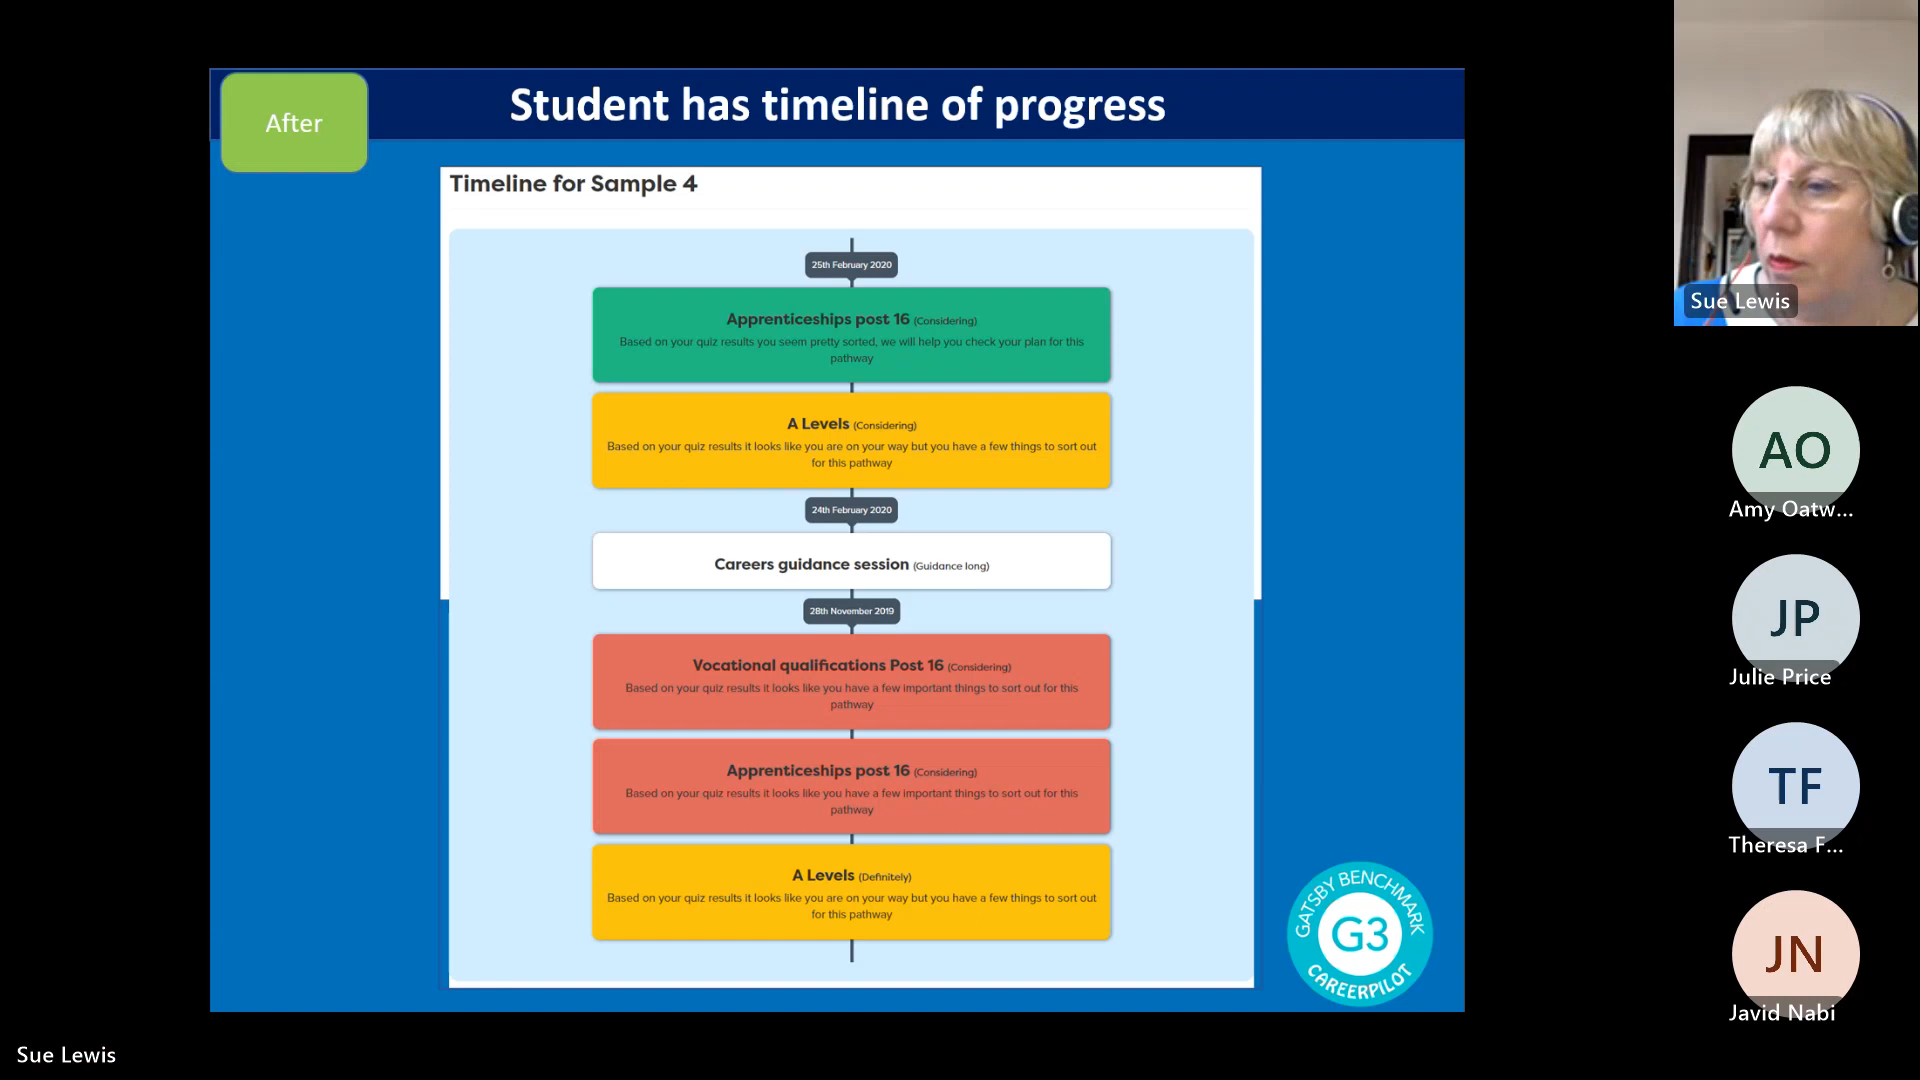 After
Student has timeline of progress
Timeline for Sample 4
25th February 2020
Apprenticeships post 16 (Considering)
Based on your quiz results you seem pretty sorted, we will help you check your plan for this
pathway
A Levels (Considering)
Based on your quiz results it looks like you are on your way but you have a few things to sort out
for this pathway
24th February 2020
Careers guidance session (Guidance long)
28th November 2019
Vocational qualifications Post 16 (Considering)
Based on your quiz results it looks like you have a few important things to sort out for this
pathway
Apprenticeships post 16 (Considering)
Based on your quiz results it looks like you have a few important things to sort out for this
pathway
A Levels (Definitely)
Based on your quiz results it looks like you are on your way but you have a few things to sort out
for this pathway
GATSBY BENCHMARK
G3
CAREERPILOT
Sue Lewis
AO
Amy Oatw...
JP
Julie Price
TF
Theresa F...
JN
Javid Nabi
Sue Lewis